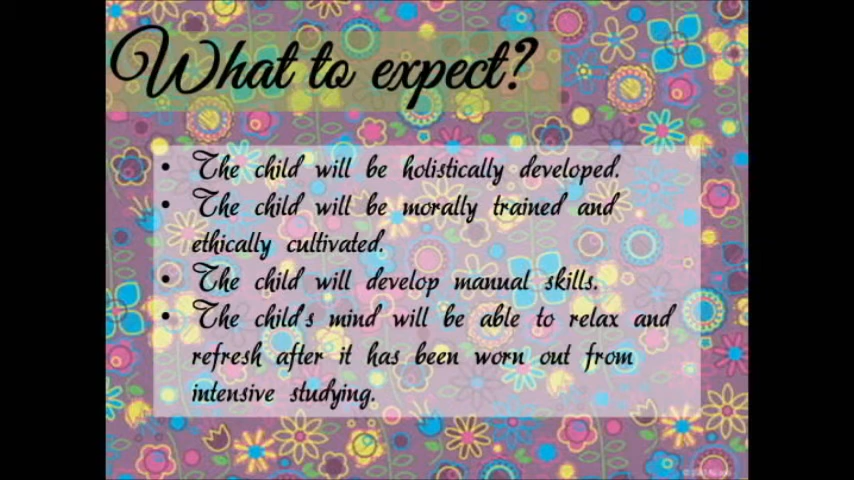 What to expect?
• The child will be holistically developed.
• The child will be morally trained and
ethically cultivated.
• The child will develop manual skills.
• The child's mind will be able to relax and
refresh after it has been worn out from
intensive studying.